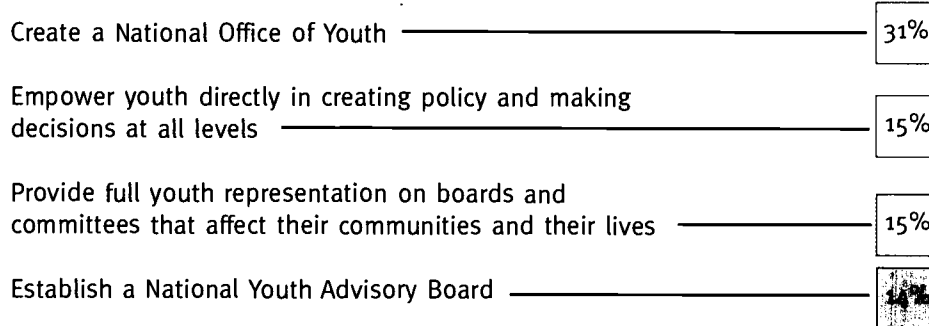 Create a National Office of Youth 31%
Empower youth directly in creating policy and making
decisions at all levels 15%
Provide full youth representation on boards and
committees that affect their communities and their lives 15%
Establish a National Youth Advisory Board 14%